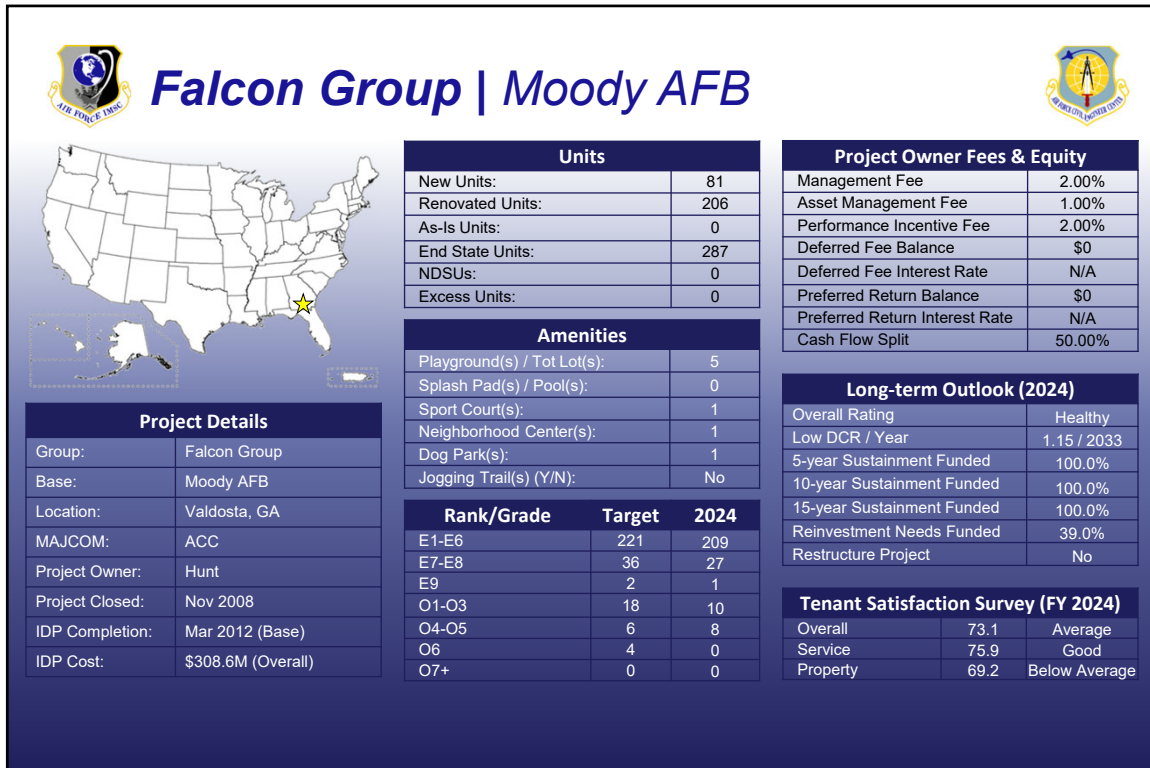 Falcon Group | Moody AFB
AIR FORCE IMSC
AIR FORCE CIVIL ENGINEER CENTER
Project Details
Group: Falcon Group
Base: Moody AFB
Location: Valdosta, GA
MAJCOM: ACC
Project Owner: Hunt
Project Closed: Nov 2008
IDP Completion: Mar 2012 (Base)
IDP Cost: $308.6M (Overall)
Units
New Units: 81
Renovated Units: 206
As-Is Units: 0
End State Units: 287
NDSUs: 0
Excess Units: 0
Amenities
Playground(s) / Tot Lot(s): 5
Splash Pad(s) / Pool(s): 0
Sport Court(s): 1
Neighborhood Center(s): 1
Dog Park(s): 1
Jogging Trail(s) (Y/N): No
Rank/Grade Target 2024
E1-E6 221 209
E7-E8 36 27
E9 2 1
O1-O3 18 10
O4-O5 6 8
O6 4 0
O7+ 0 0
Project Owner Fees & Equity
Management Fee 2.00%
Asset Management Fee 1.00%
Performance Incentive Fee 2.00%
Deferred Fee Balance $0
Deferred Fee Interest Rate N/A
Preferred Return Balance $0
Preferred Return Interest Rate N/A
Cash Flow Split 50.00%
Long-term Outlook (2024)
Overall Rating Healthy
Low DCR / Year 1.15 / 2033
5-year Sustainment Funded 100.0%
10-year Sustainment Funded 100.0%
15-year Sustainment Funded 100.0%
Reinvestment Needs Funded 39.0%
Restructure Project No
Tenant Satisfaction Survey (FY 2024)
Overall 73.1 Average
Service 75.9 Good
Property 69.2 Below Average